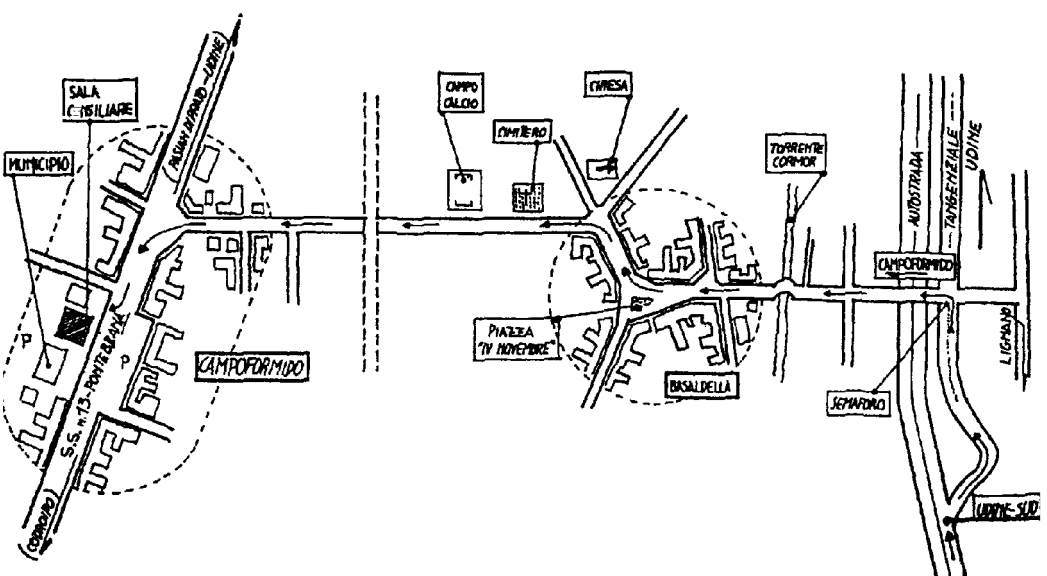 SALA
CONSILIARE
MUNICIPIO
P
(PASIAN DI PRATO-UDINE)
CAMPO
CALCIO
CIMITERO
CHIESA
TORRENTE
CORMOR
AUTOSTRADA
TANGENZIALE
UDINE
CAMPOFORMIDO
LIGNANO
SEMAFORO
UDINE-SUD
PIAZZA
"IV NOVEMBRE"
BASALDELLA
CAMPOFORMIDO
P
S.S. n.13-PONTEBBANA
(CODROIPO)